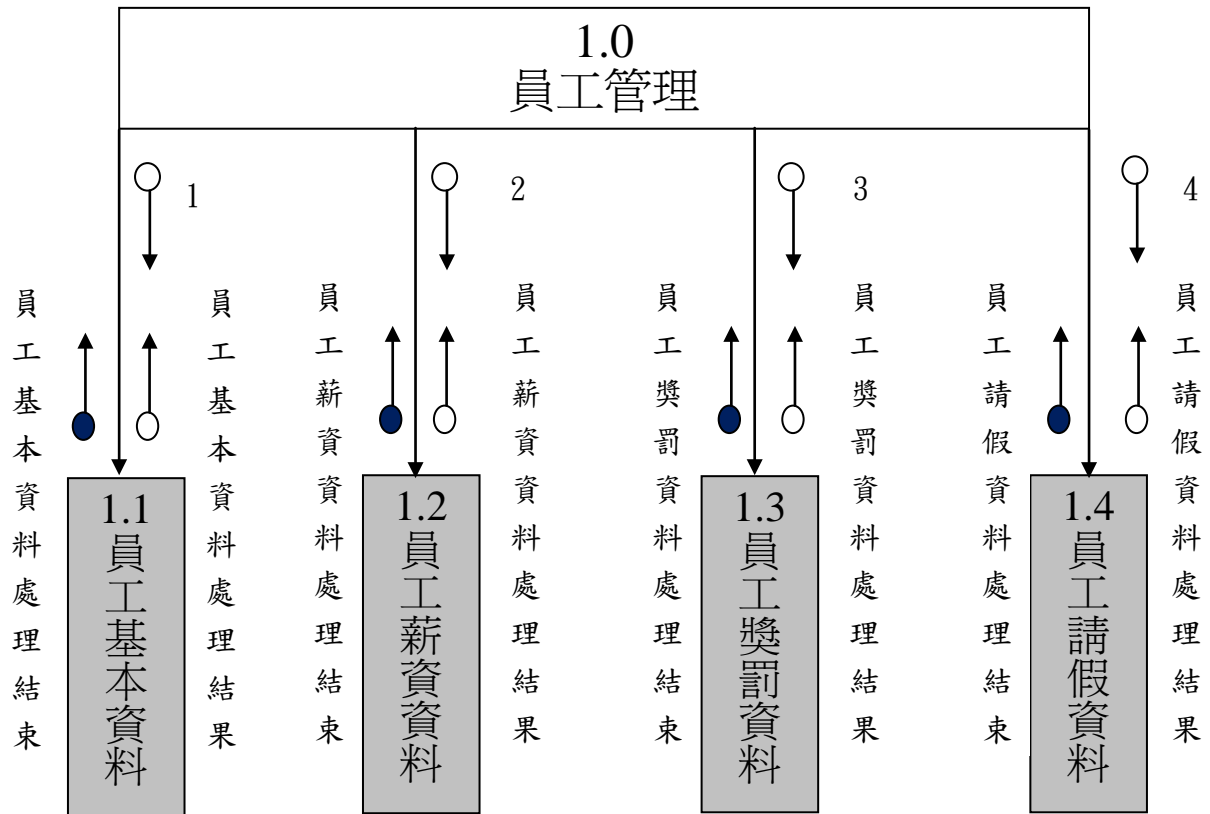 1.0
員工管理
1
2
3
4
員工基本資料處理結束
員工基本資料處理結果
員工薪資資料處理結束
員工薪資資料處理結果
員工獎罰資料處理結束
員工獎罰資料處理結果
員工請假資料處理結束
員工請假資料處理結果
1.1
員工基本資料
1.2
員工薪資資料
1.3
員工獎罰資料
1.4
員工請假資料